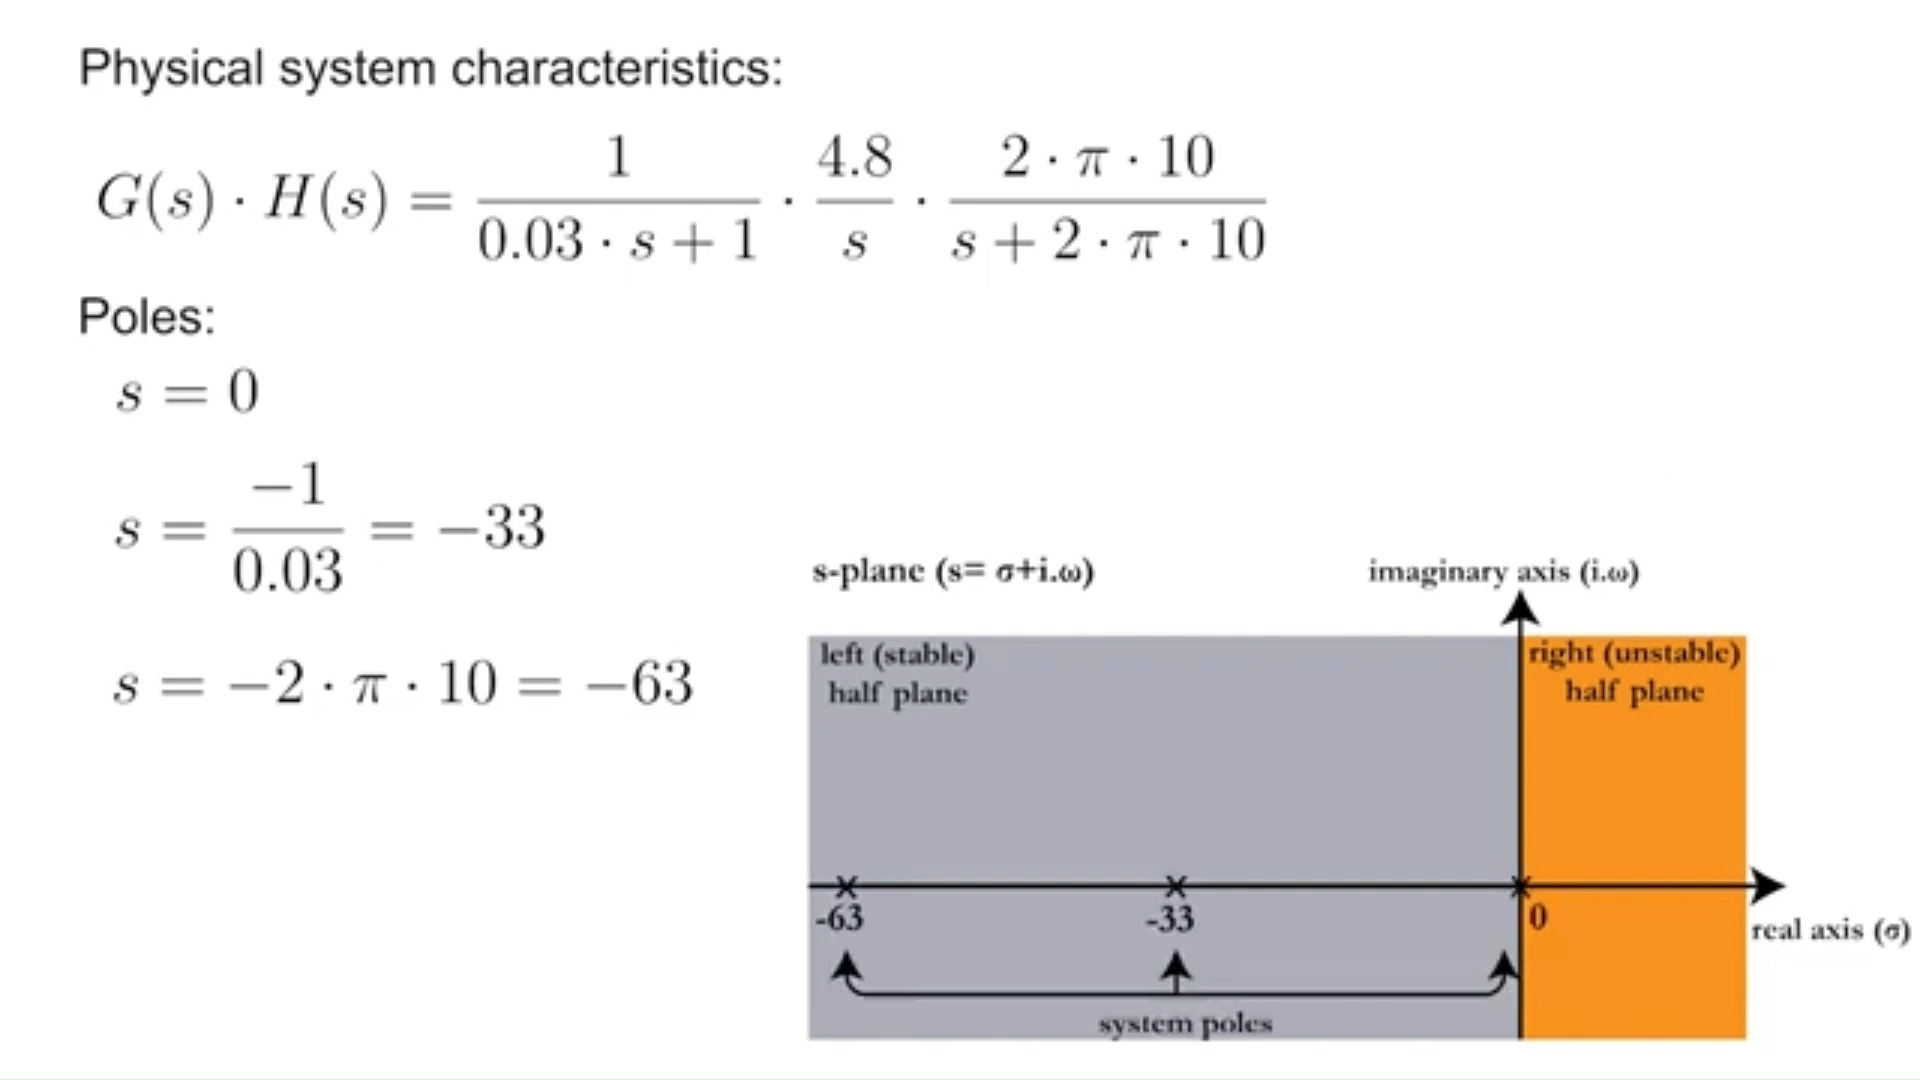 Physical system characteristics:
G(s) · H(s) = 1/(0.03 · s + 1) · 4.8/s · (2 · π · 10)/(s + 2 · π · 10)
Poles:
s = 0
s = −1/0.03 = −33
s = −2 · π · 10 = −63
s-plane (s= σ+i.ω)
imaginary axis (i.ω)
left (stable)
half plane
right (unstable)
half plane
-63
-33
0
real axis (σ)
system poles